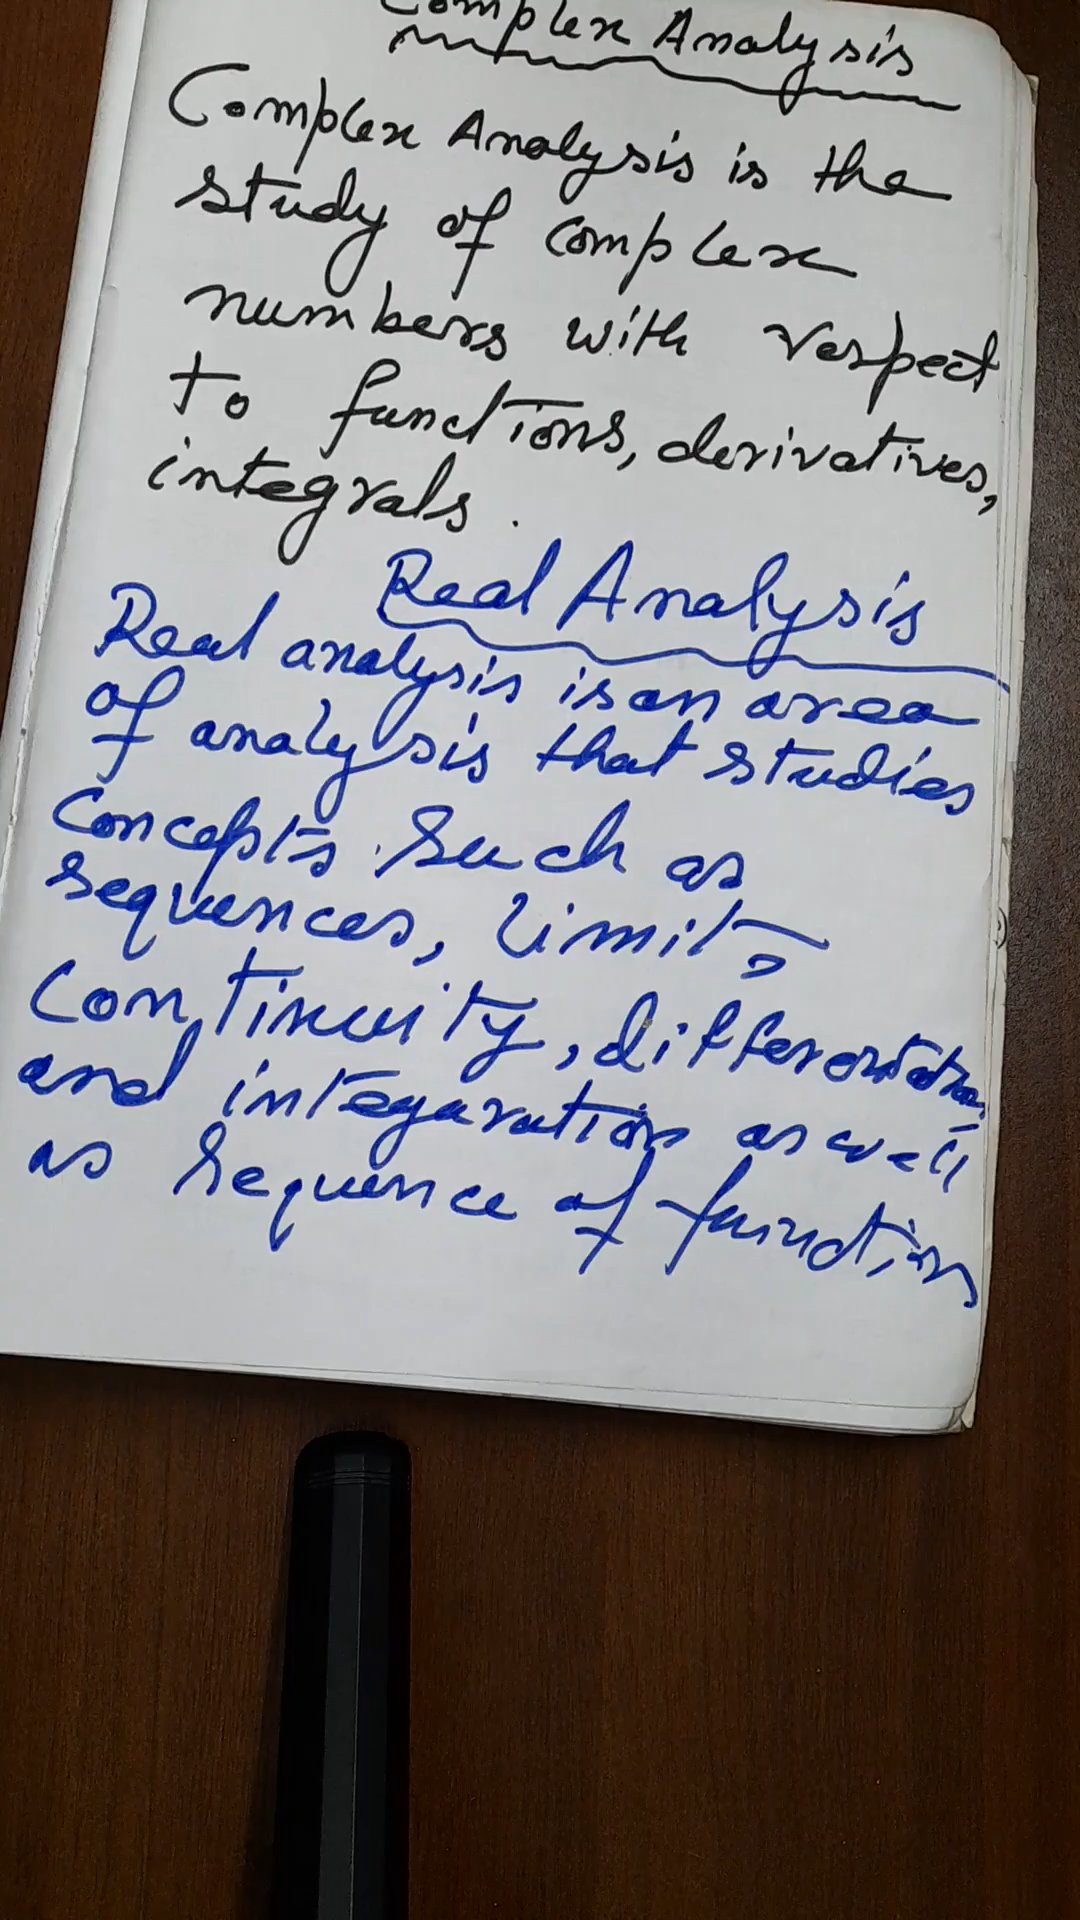 Complex Analysis
Complex Analysis is the
study of complex
numbers with respect
to functions, derivatives,
integrals.
Real Analysis
Real analysis is an area
of analysis that studies
Concepts such as
sequences, limits,
Continuity, differentiation,
and integaration as well
as sequence of function